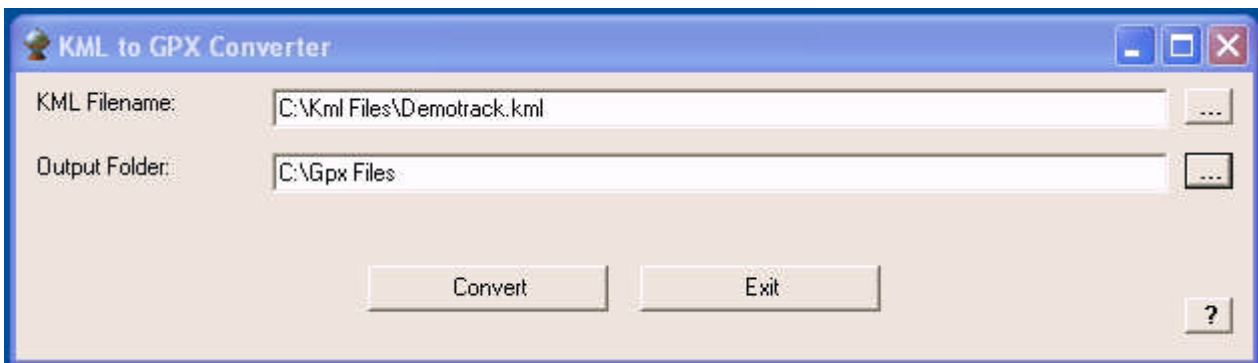 KML to GPX Converter
KML Filename: C:\Kml Files\Demotrack.kml ...
Output Folder: C:\Gpx Files ...
Convert Exit
?